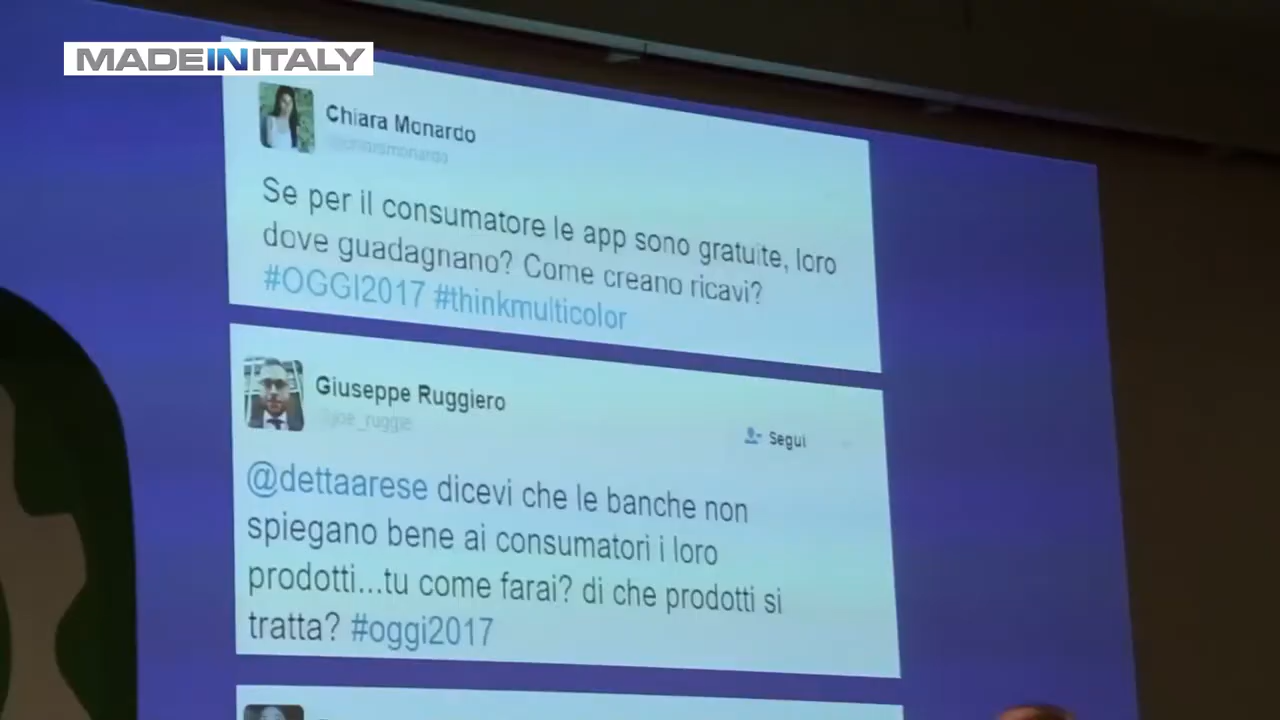 MADEINITALY
Chiara Monardo
@chiaramonardo
Se per il consumatore le app sono gratuite, loro
dove guadagnano? Come creano ricavi?
#OGGI2017 #thinkmulticolor
Giuseppe Ruggiero
@joe_ruggie
Segui
@dettaarese dicevi che le banche non
spiegano bene ai consumatori i loro
prodotti...tu come farai? di che prodotti si
tratta? #oggi2017